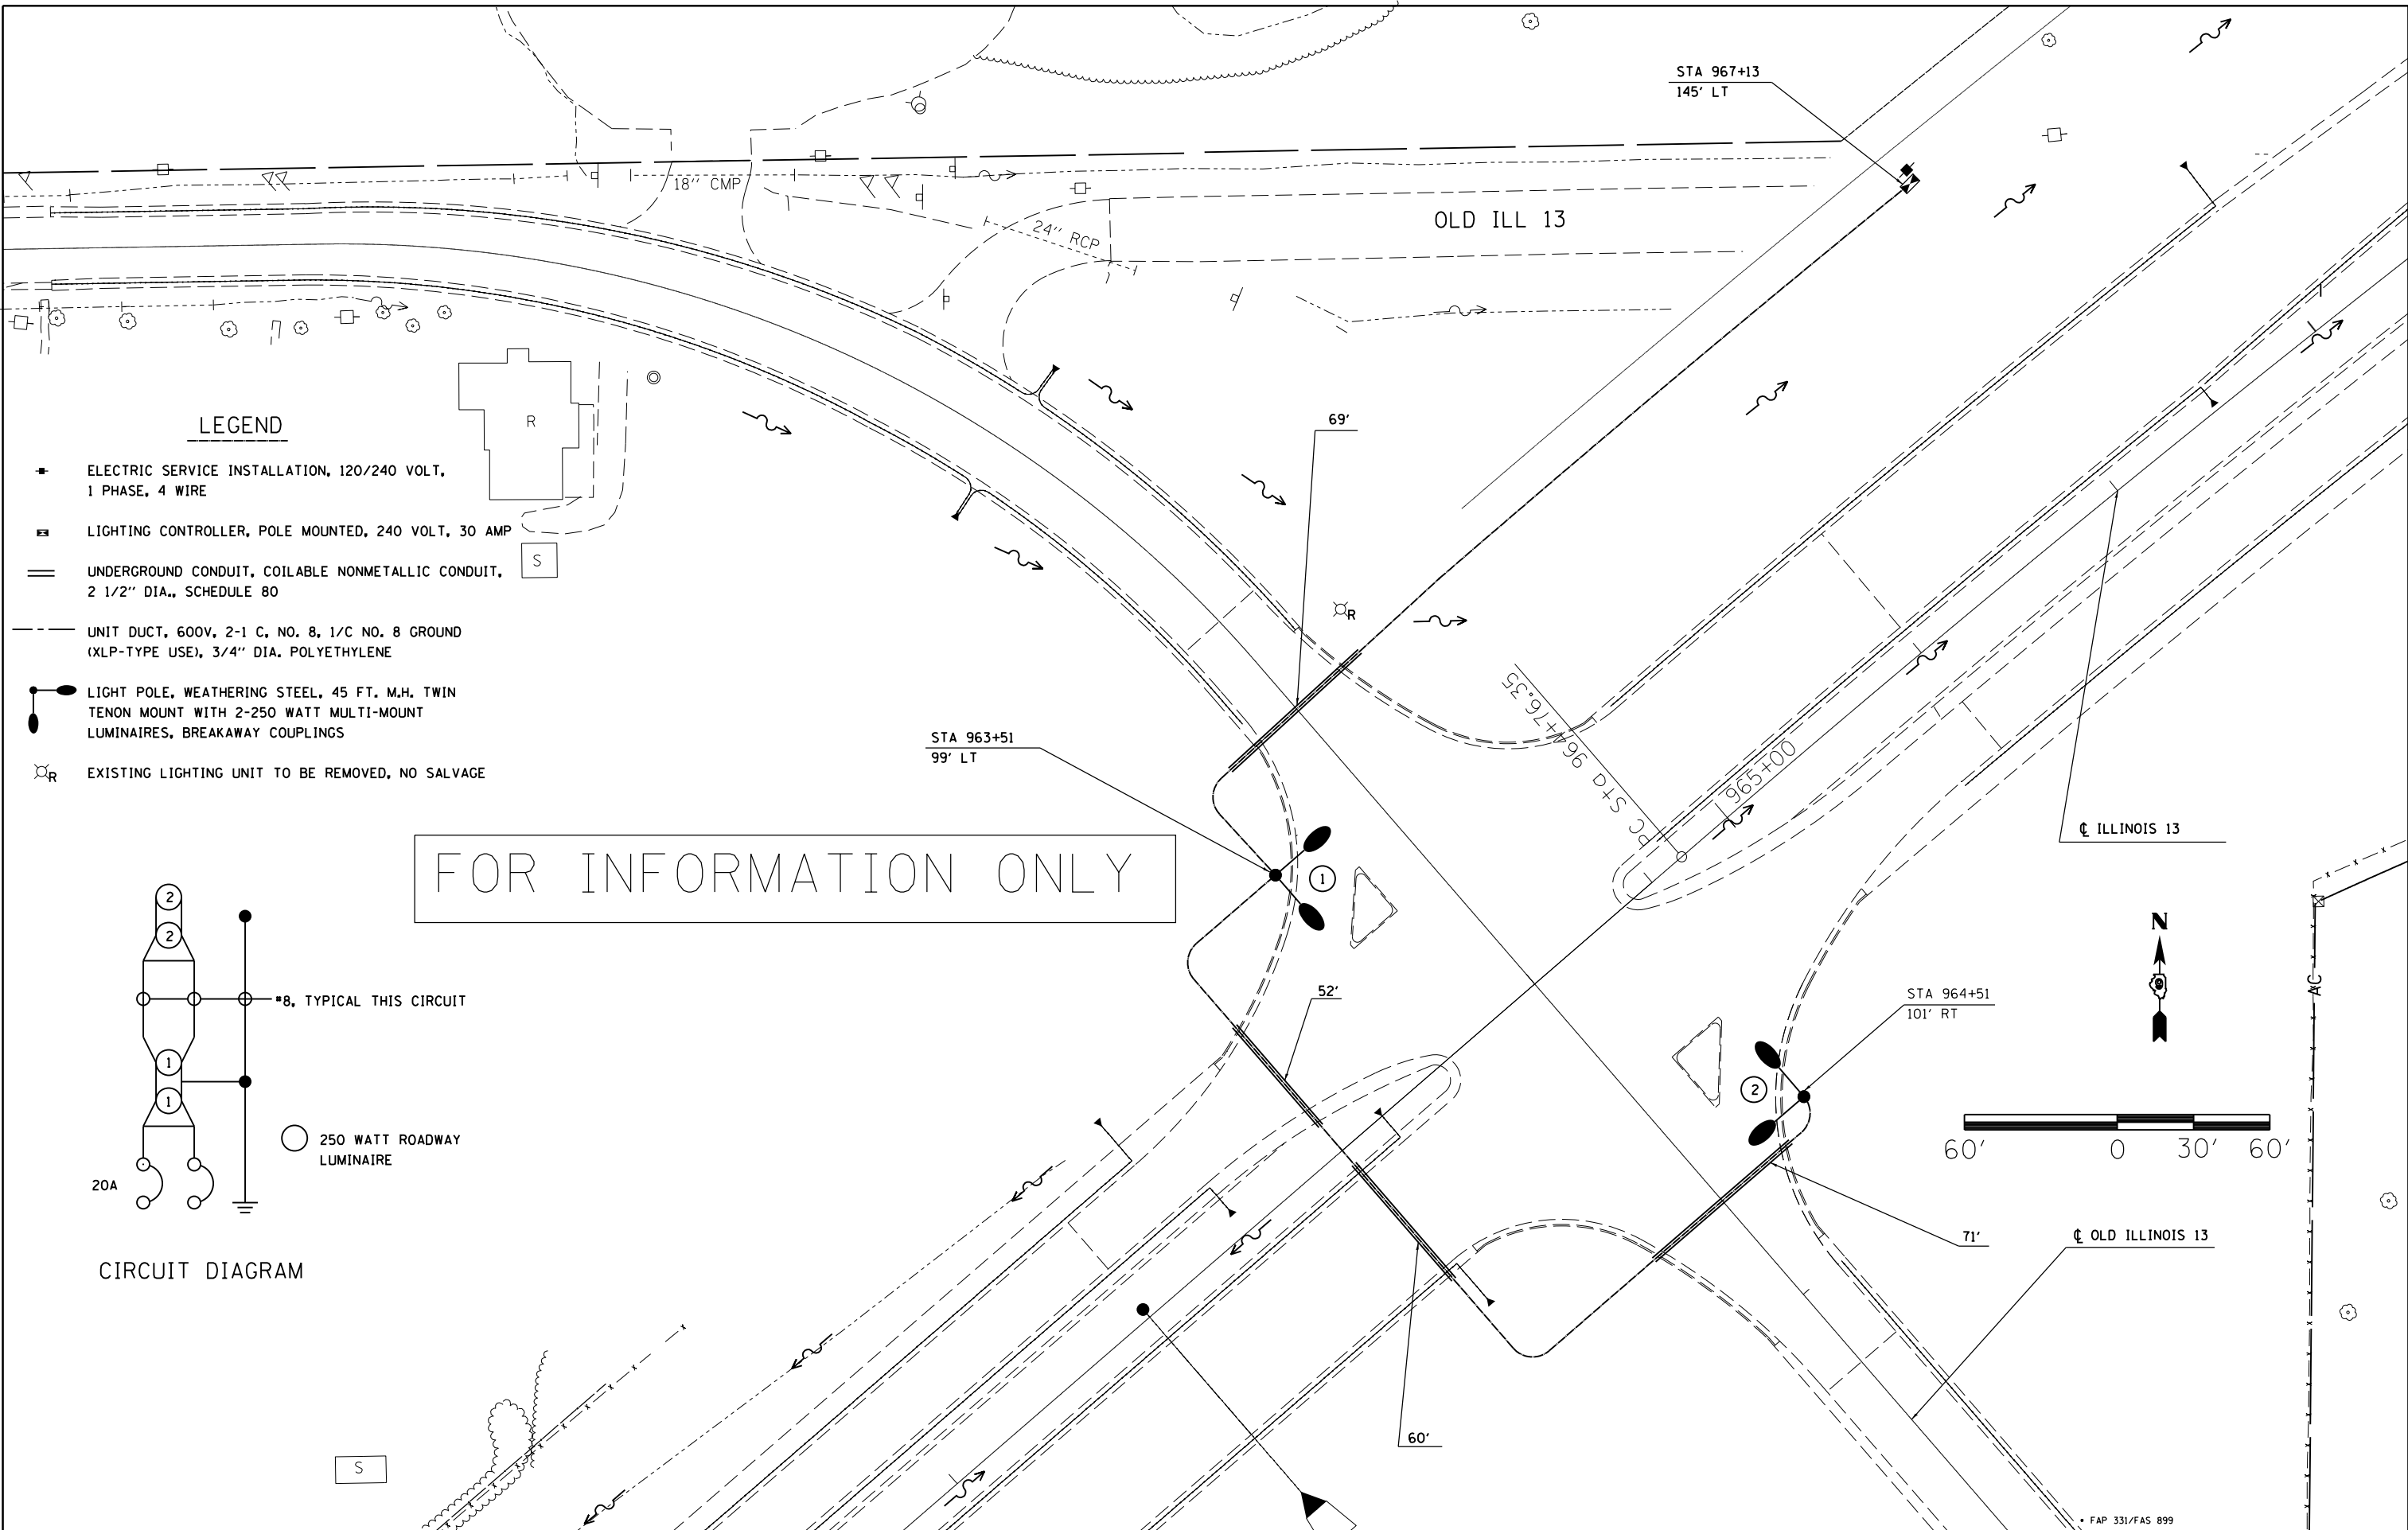 STA 967+13
145' LT
18'' CMP
24'' RCP
OLD ILL 13
69'
R
S
LEGEND
ELECTRIC SERVICE INSTALLATION, 120/240 VOLT,
1 PHASE, 4 WIRE
LIGHTING CONTROLLER, POLE MOUNTED, 240 VOLT, 30 AMP
UNDERGROUND CONDUIT, COILABLE NONMETALLIC CONDUIT,
2 1/2'' DIA., SCHEDULE 80
UNIT DUCT, 600V, 2-1 C, NO. 8, 1/C NO. 8 GROUND
(XLP-TYPE USE), 3/4'' DIA. POLYETHYLENE
LIGHT POLE, WEATHERING STEEL, 45 FT. M.H. TWIN
TENON MOUNT WITH 2-250 WATT MULTI-MOUNT
LUMINAIRES, BREAKAWAY COUPLINGS
R
EXISTING LIGHTING UNIT TO BE REMOVED, NO SALVAGE
R
STA 963+51
99' LT
PC Sta 964+76.35
965+00
℄ ILLINOIS 13
FOR INFORMATION ONLY
1
2
2
1
1
#8, TYPICAL THIS CIRCUIT
250 WATT ROADWAY
LUMINAIRE
20A
CIRCUIT DIAGRAM
52'
N
AC
STA 964+51
101' RT
2
60' 0 30' 60'
71'
℄ OLD ILLINOIS 13
60'
S
* FAP 331/FAS 899